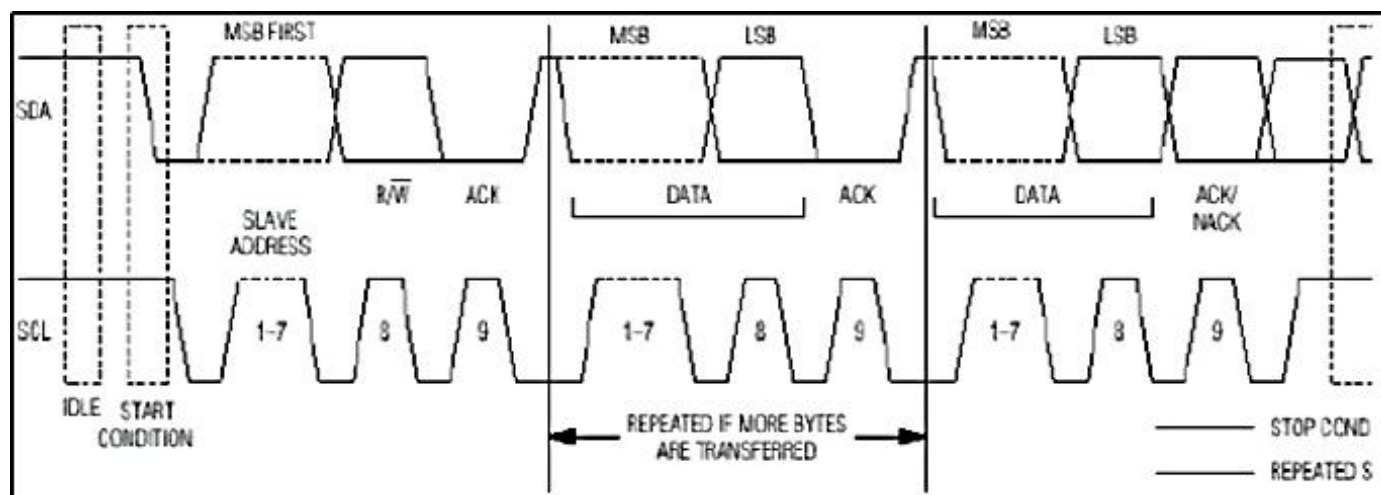 MSB FIRST
MSB
LSB
MSB
LSB
SDA
R/W̅
ACK
DATA
ACK
DATA
ACK/
NACK
SLAVE
ADDRESS
SCL
1–7
8
9
1–7
8
9
1–7
8
9
IDLE
START
CONDITION
REPEATED IF MORE BYTES
ARE TRANSFERRED
STOP COND
REPEATED S